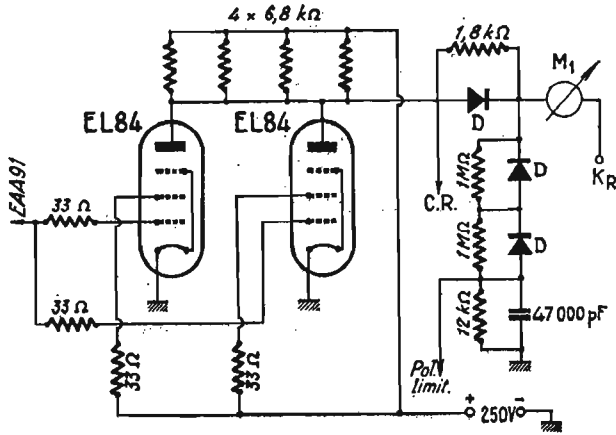 4 × 6,8 kΩ
1,8 kΩ
M1
EL84
EL84
D
KR
EAA91
33 Ω
C.R.
1MΩ
D
1MΩ
D
33 Ω
12 kΩ
47 000 pF
33 Ω
33 Ω
Pol.
limit.
+ 250V −